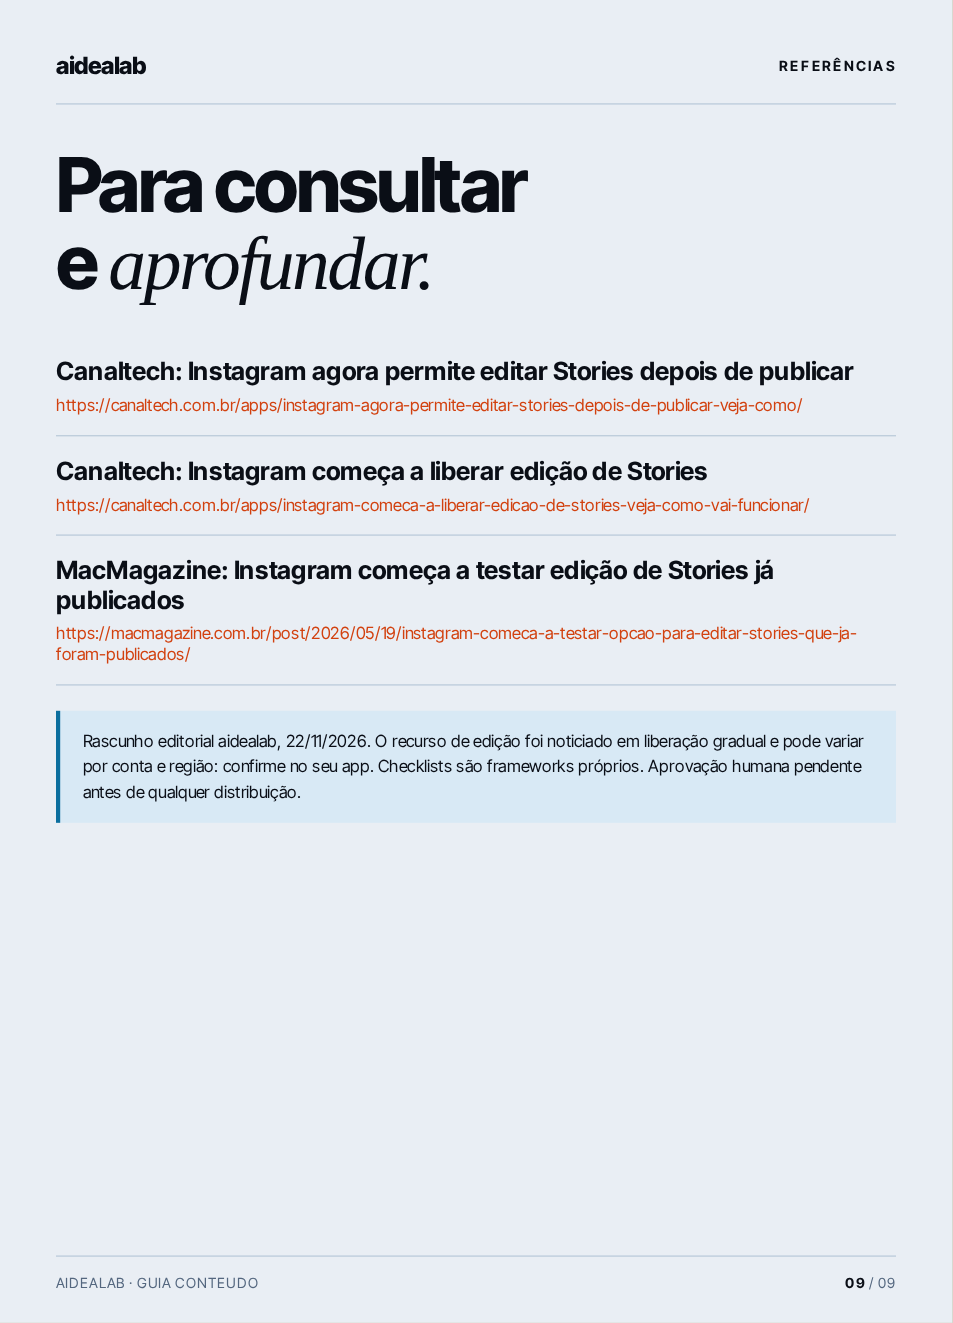 aidealab
REFERÊNCIAS
Para consultar
e aprofundar.
Canaltech: Instagram agora permite editar Stories depois de publicar
https://canaltech.com.br/apps/instagram-agora-permite-editar-stories-depois-de-publicar-veja-como/
Canaltech: Instagram começa a liberar edição de Stories
https://canaltech.com.br/apps/instagram-comeca-a-liberar-edicao-de-stories-veja-como-vai-funcionar/
MacMagazine: Instagram começa a testar edição de Stories já
publicados
https://macmagazine.com.br/post/2026/05/19/instagram-comeca-a-testar-opcao-para-editar-stories-que-ja-
foram-publicados/
Rascunho editorial aidealab, 22/11/2026. O recurso de edição foi noticiado em liberação gradual e pode variar
por conta e região: confirme no seu app. Checklists são frameworks próprios. Aprovação humana pendente
antes de qualquer distribuição.
AIDEALAB · GUIA CONTEUDO
09 / 09